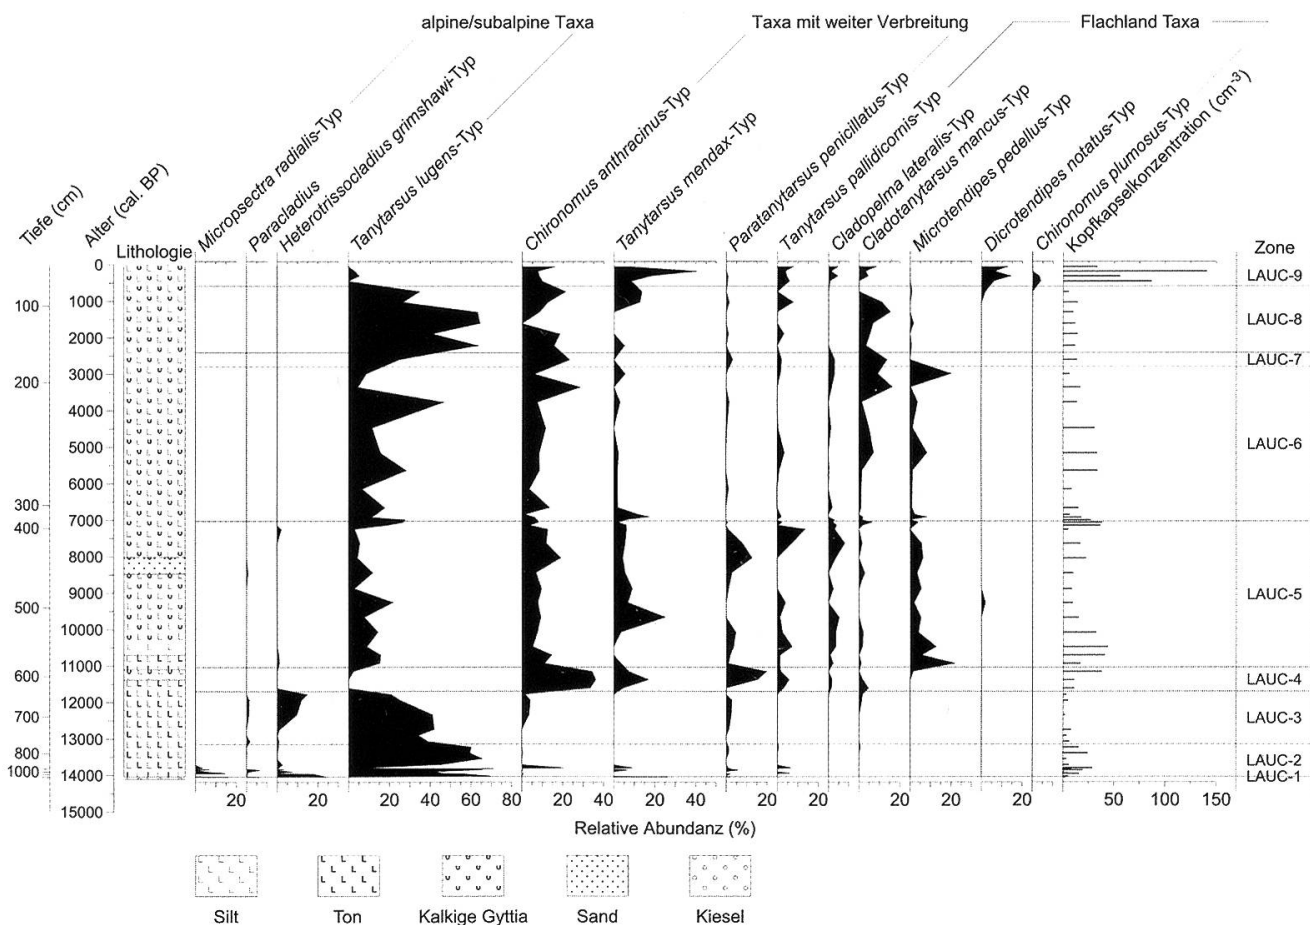 alpine/subalpine Taxa
Taxa mit weiter Verbreitung
Flachland Taxa
Tiefe (cm)
Alter (cal. BP)
Lithologie
Micropsectra radialis-Typ
Paracladius
Heterotrissocladius grimshawi-Typ
Tanytarsus lugens-Typ
Chironomus anthracinus-Typ
Tanytarsus mendax-Typ
Paratanytarsus penicillatus-Typ
Tanytarsus pallidicornis-Typ
Cladopelma lateralis-Typ
Cladotanytarsus mancus-Typ
Microtendipes pedellus-Typ
Dicrotendipes notatus-Typ
Chironomus plumosus-Typ
Kopfkapselkonzentration (cm⁻³)
Zone
0
LAUC-9
100
1000
LAUC-8
2000
LAUC-7
200
3000
4000
5000
LAUC-6
6000
300
400
7000
8000
500
9000
LAUC-5
10000
600
11000
LAUC-4
700
12000
LAUC-3
800
13000
LAUC-2
1000
14000
LAUC-1
15000
20 20 20 40 60 80 20 40 20 40 20 20 20 20 20 20 20 50 100 150
Relative Abundanz (%)
Silt
Ton
Kalkige Gyttia
Sand
Kiesel